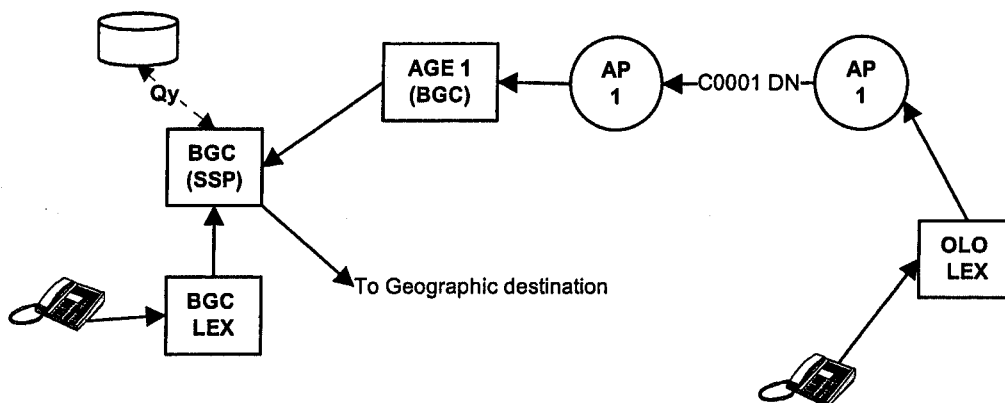 Qy
AGE 1
(BGC)
AP
1
C0001 DN
AP
1
BGC
(SSP)
OLO
LEX
To Geographic destination
BGC
LEX